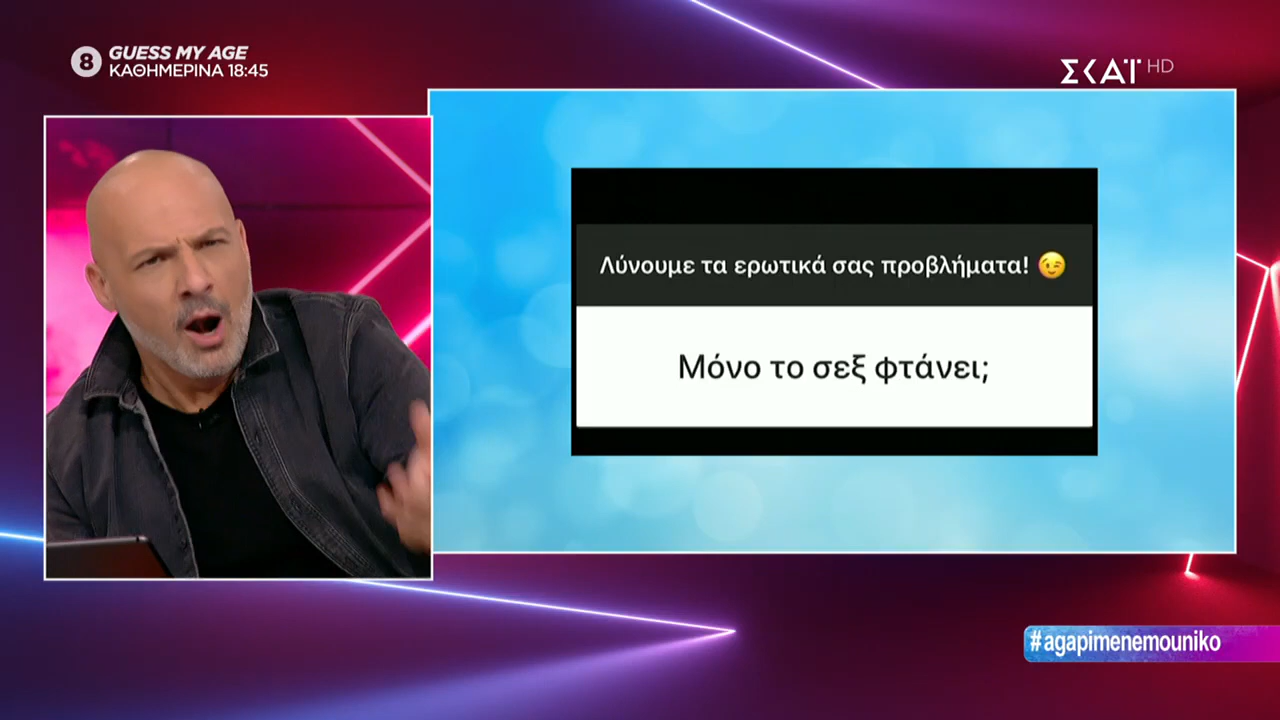 8 GUESS MY AGE
ΚΑΘΗΜΕΡΙΝΑ 18:45
ΣΚΑΪ HD
Λύνουμε τα ερωτικά σας προβλήματα! 😉
Μόνο το σεξ φτάνει;
#agapimenemouniko